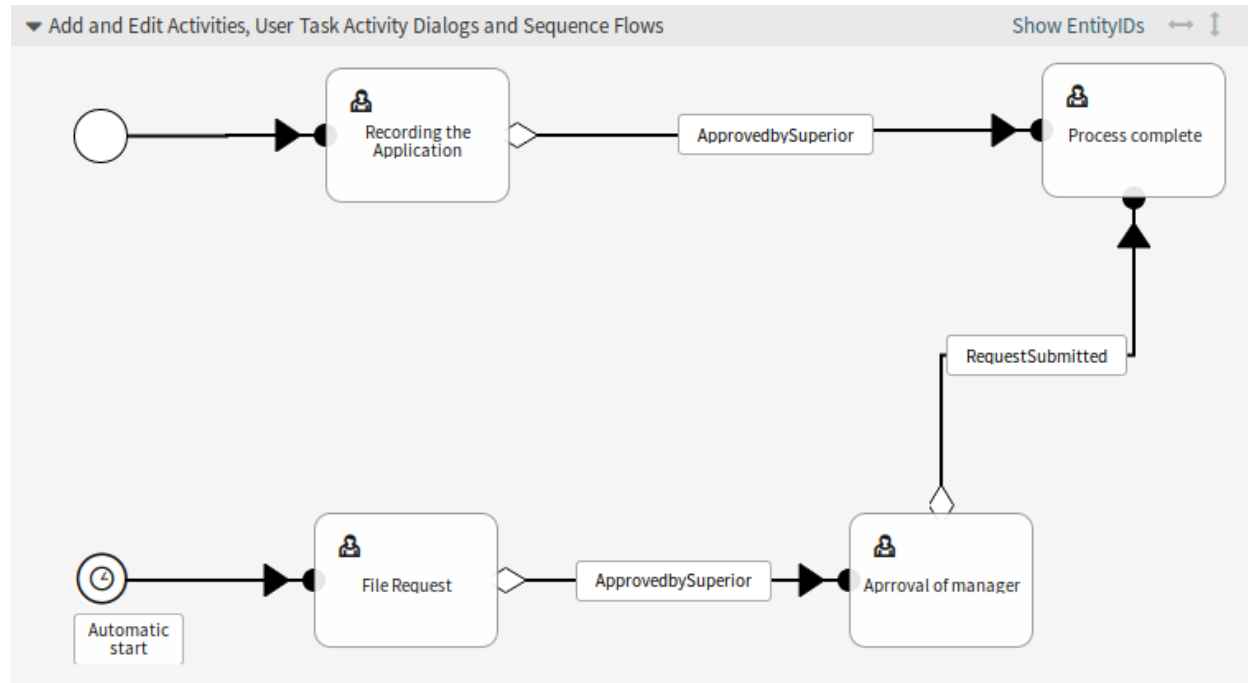 Add and Edit Activities, User Task Activity Dialogs and Sequence Flows
Show EntityIDs
Recording the
Application
ApprovedbySuperior
Process complete
RequestSubmitted
File Request
ApprovedbySuperior
Aprroval of manager
Automatic
start